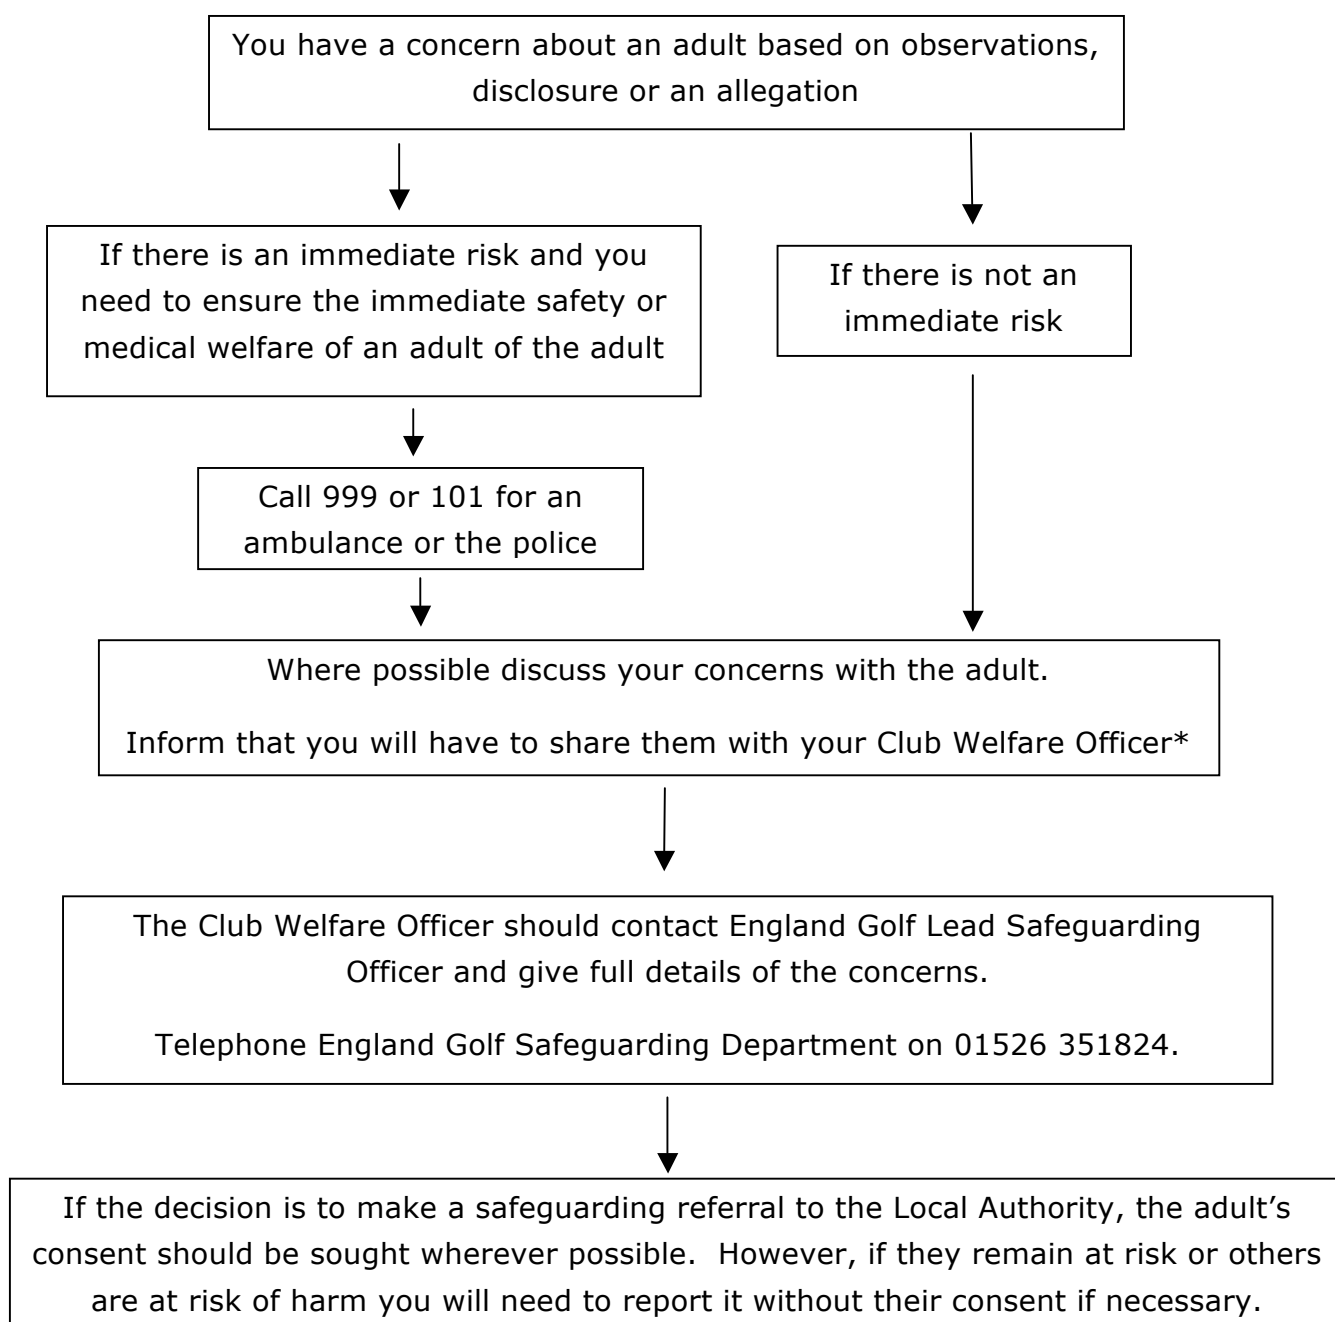 You have a concern about an adult based on observations,
disclosure or an allegation
If there is an immediate risk and you
need to ensure the immediate safety or
medical welfare of an adult of the adult
If there is not an
immediate risk
Call 999 or 101 for an
ambulance or the police
Where possible discuss your concerns with the adult.
Inform that you will have to share them with your Club Welfare Officer*
The Club Welfare Officer should contact England Golf Lead Safeguarding
Officer and give full details of the concerns.
Telephone England Golf Safeguarding Department on 01526 351824.
If the decision is to make a safeguarding referral to the Local Authority, the adult’s
consent should be sought wherever possible.  However, if they remain at risk or others
are at risk of harm you will need to report it without their consent if necessary.